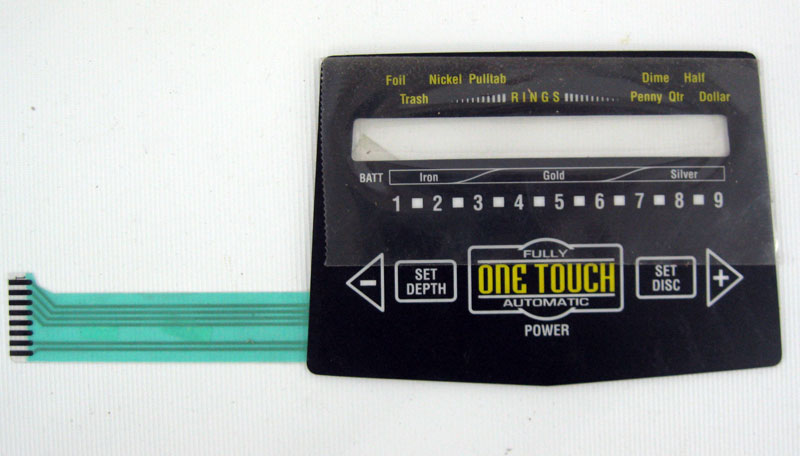 Foil Nickel Pulltab Dime Half
Trash RINGS Penny Qtr Dollar
BATT Iron Gold Silver
1 2 3 4 5 6 7 8 9
- SET DEPTH FULLY ONE TOUCH AUTOMATIC SET DISC +
POWER